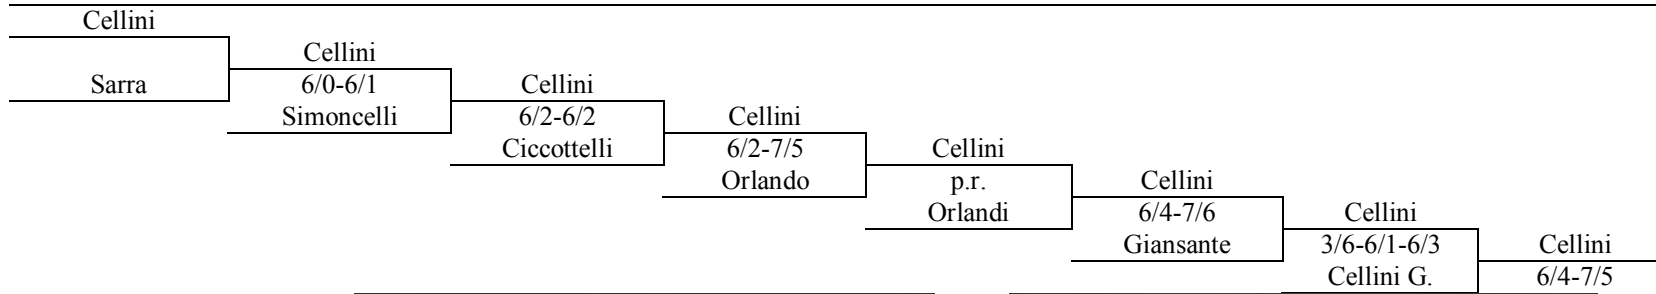 Cellini
Cellini
Sarra 6/0-6/1 Cellini
Simoncelli 6/2-6/2 Cellini
Ciccottelli 6/2-7/5 Cellini
Orlando p.r. Cellini
Orlandi 6/4-7/6 Cellini
Giansante 3/6-6/1-6/3 Cellini
Cellini G. 6/4-7/5